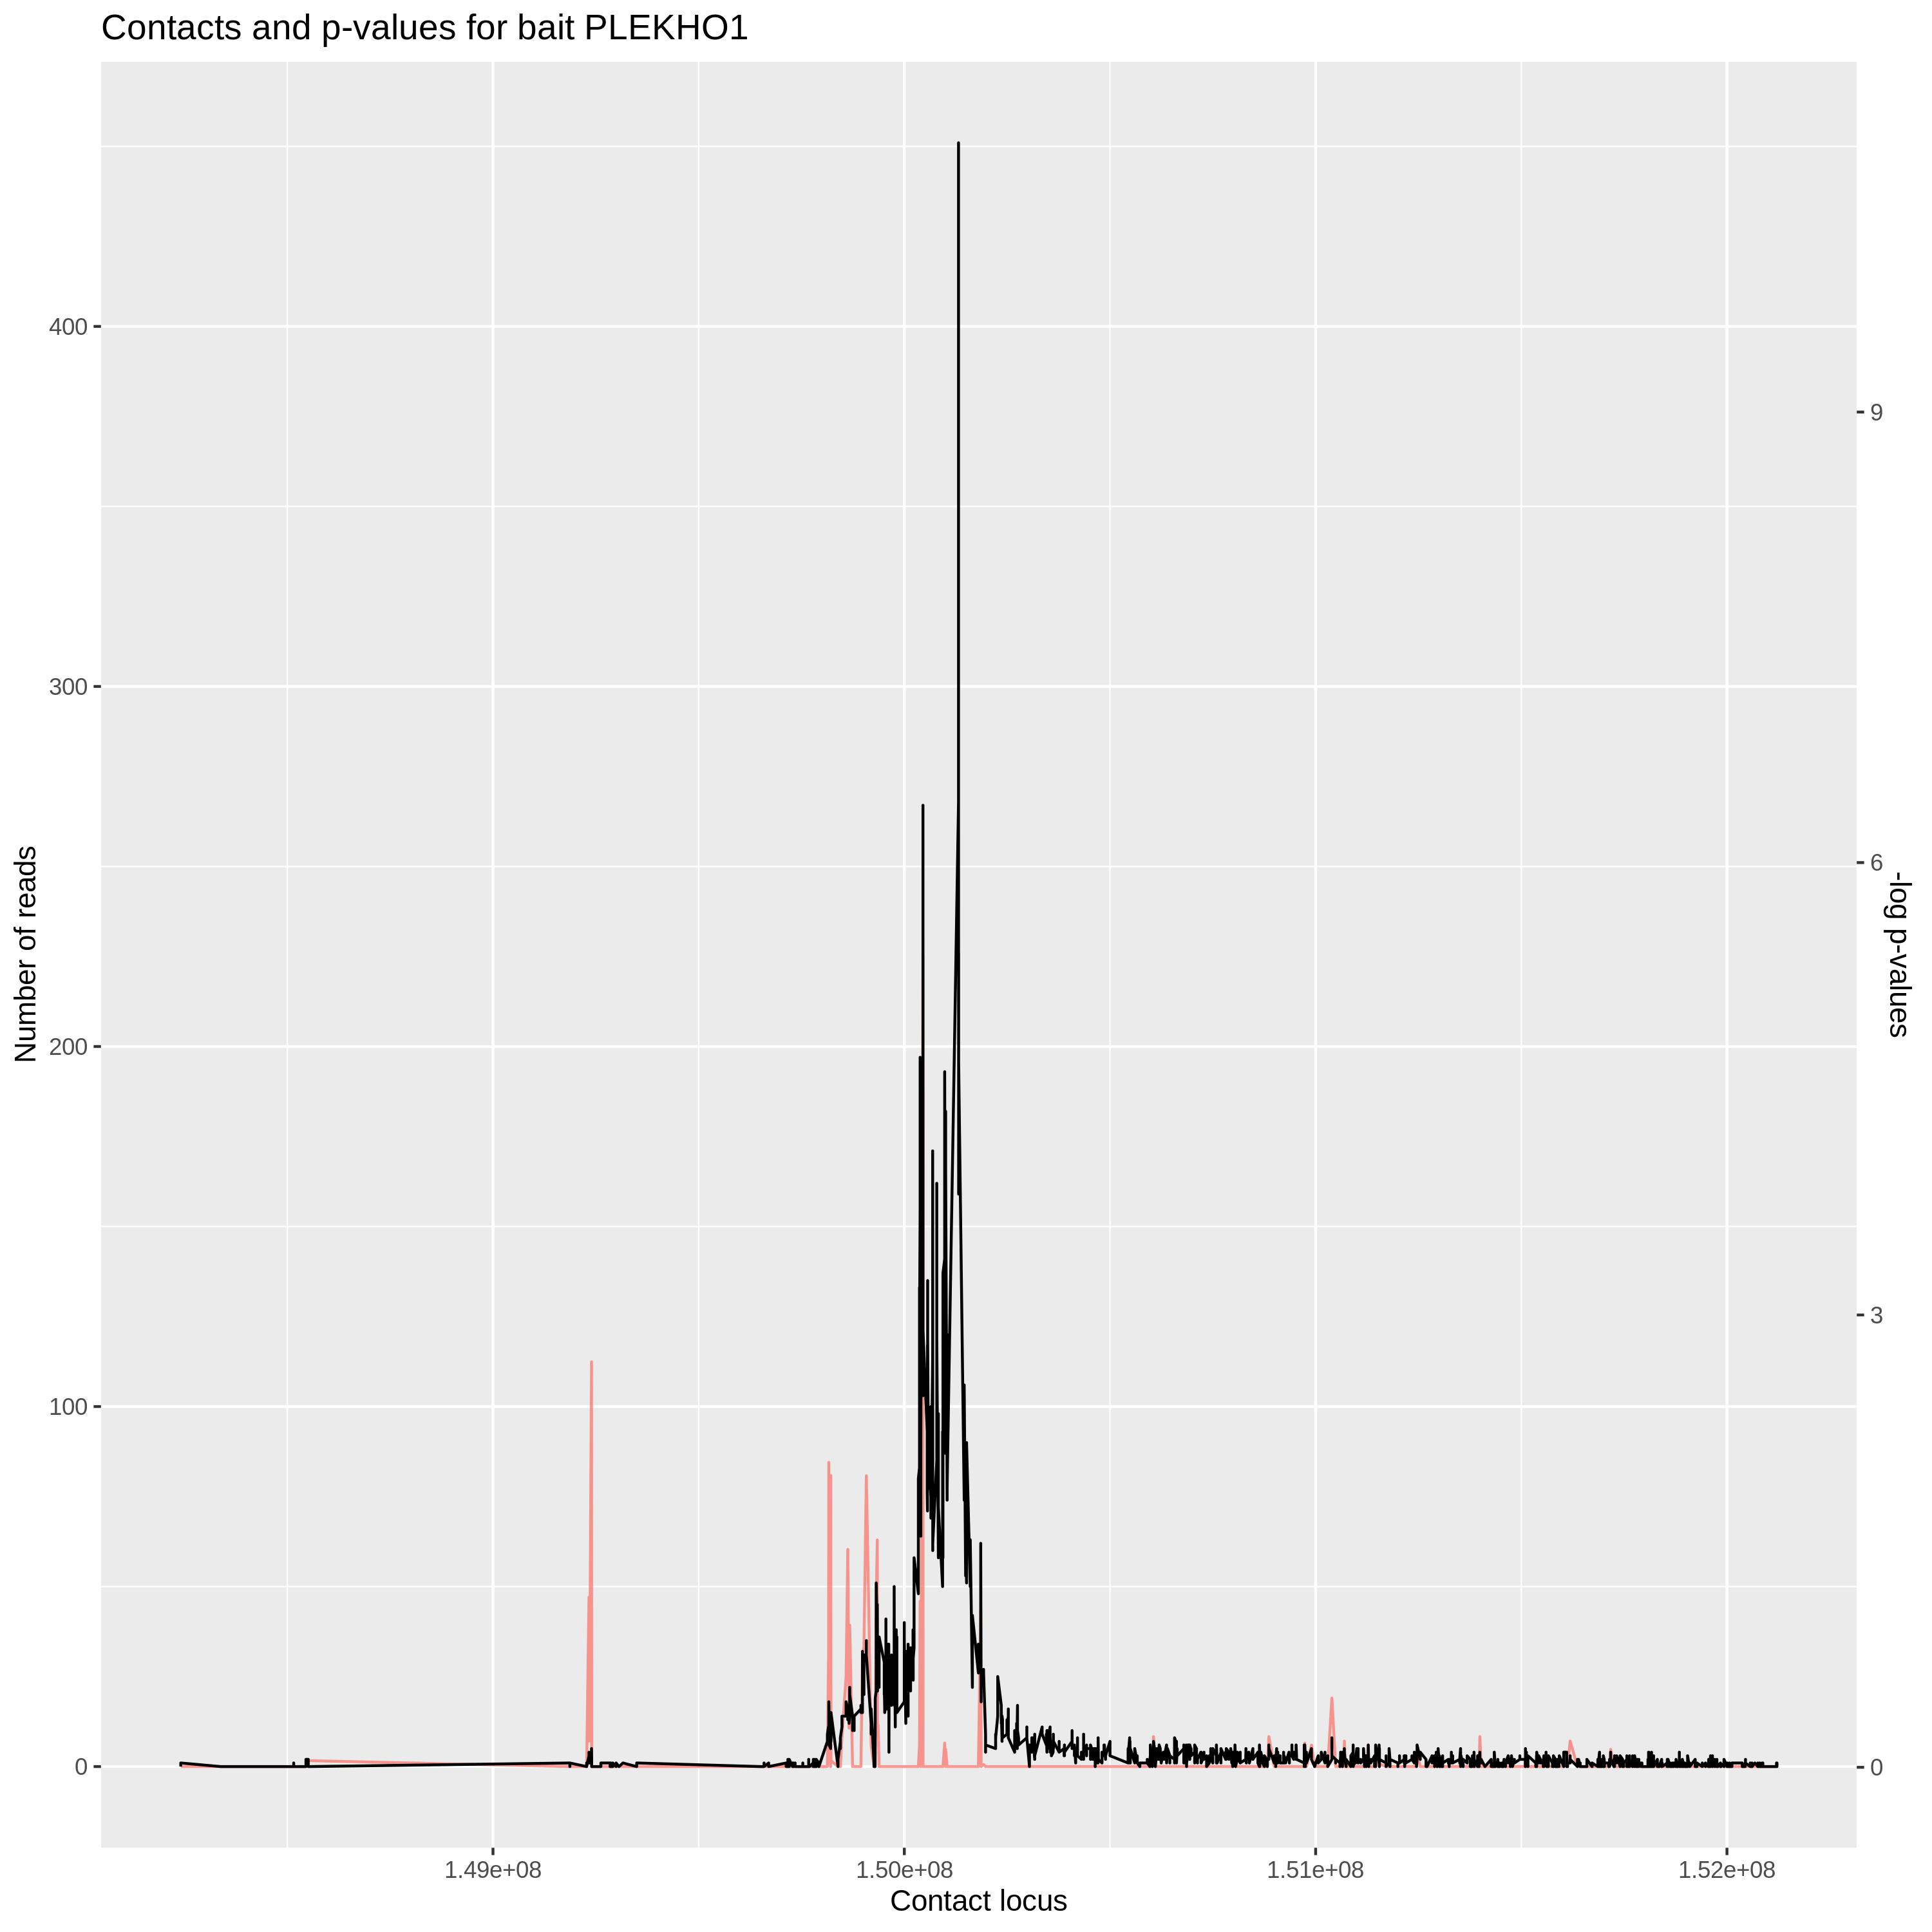 Contacts and p-values for bait PLEKHO1
Number of reads
400
300
200
100
0
9
6
3
0
-log p-values
1.49e+08
1.50e+08
1.51e+08
1.52e+08
Contact locus